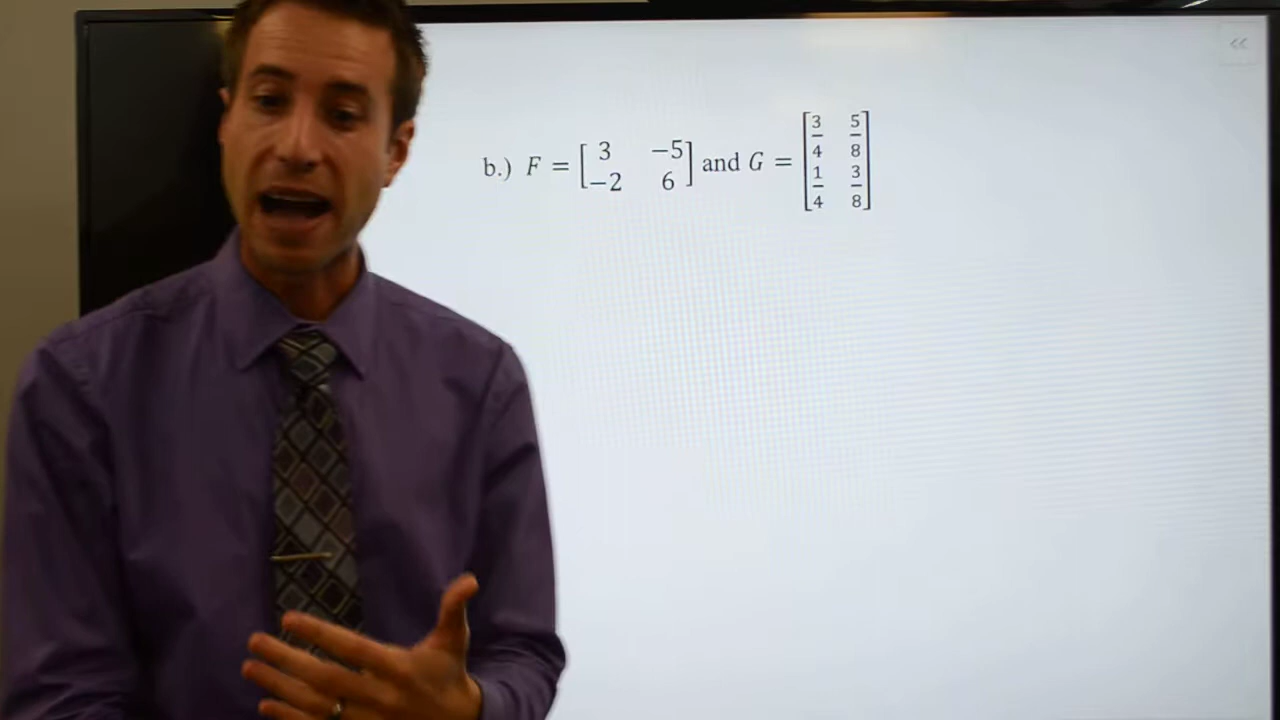 b.) F = [3 −5; −2 6] and G = [3/4 5/8; 1/4 3/8]